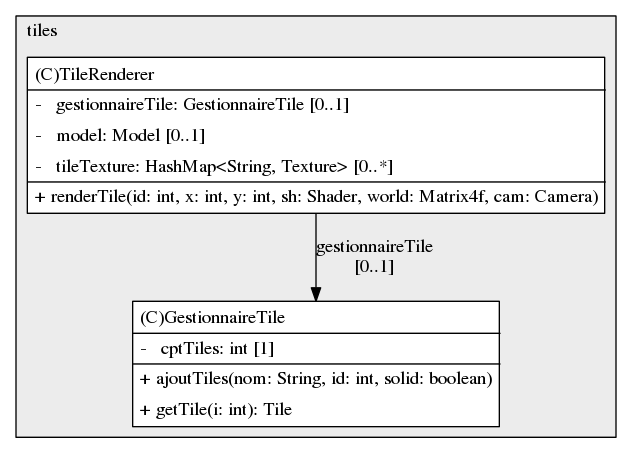 tiles
(C)TileRenderer
- gestionnaireTile: GestionnaireTile [0..1]
- model: Model [0..1]
- tileTexture: HashMap<String, Texture> [0..*]
+ renderTile(id: int, x: int, y: int, sh: Shader, world: Matrix4f, cam: Camera)
gestionnaireTile
[0..1]
(C)GestionnaireTile
- cptTiles: int [1]
+ ajoutTiles(nom: String, id: int, solid: boolean)
+ getTile(i: int): Tile